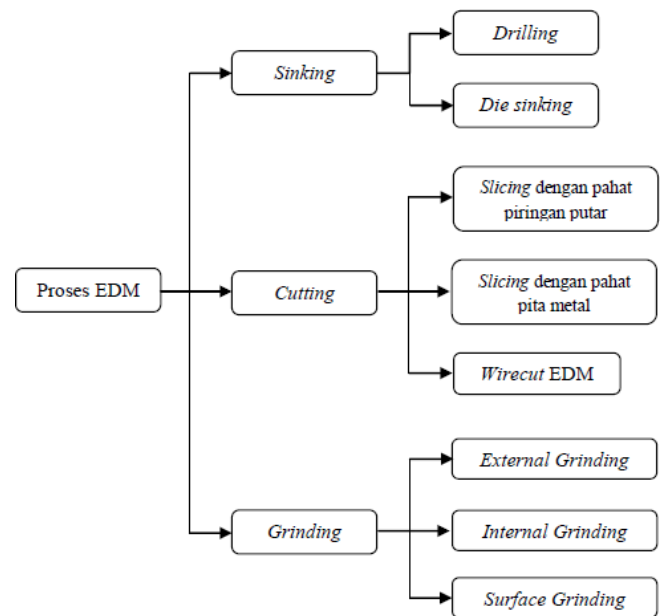 Proses EDM
Sinking
Drilling
Die sinking
Cutting
Slicing dengan pahat
piringan putar
Slicing dengan pahat
pita metal
Wirecut EDM
Grinding
External Grinding
Internal Grinding
Surface Grinding